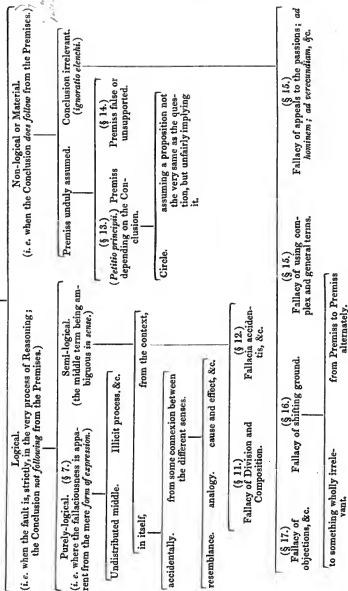 Logical.
(i. e. when the fault is, strictly, in the very process of Reasoning;
the Conclusion not following from the Premises.)
Non-logical or Material.
(i. e. when the Conclusion does follow from the Premises.)
Purely-logical. (§ 7.)
(i. e. where the fallaciousness is appa-
rent from the mere form of expression.)
Semi-logical.
(the middle term being am-
biguous in sense.)
Premiss unduly assumed.
Conclusion irrelevant.
(ignoratio elenchi.)
Undistributed middle. Illicit process, &c.
(§ 13.)
(Petitio principii.) Premiss
depending on the Con-
clusion.
(§ 14.)
Premiss false or
unsupported.
in itself,
from the context,
Circle.
assuming a proposition not
the very same as the ques-
tion, but unfairly implying
it.
accidentally.
from some connexion between
the different senses.
resemblance. analogy. cause and effect, &c.
(§ 11.)
Fallacy of Division and
Composition.
(§ 12.)
Fallacia acciden-
tis, &c.
(§ 17.)
Fallacy of
objections, &c.
(§ 16.)
Fallacy of shifting ground.
(§ 15.)
Fallacy of using com-
plex and general terms.
(§ 15.)
Fallacy of appeals to the passions; ad
hominem; ad verecundiam, &c.
to something wholly irrele-
vant.
from Premiss to Premiss
alternately.